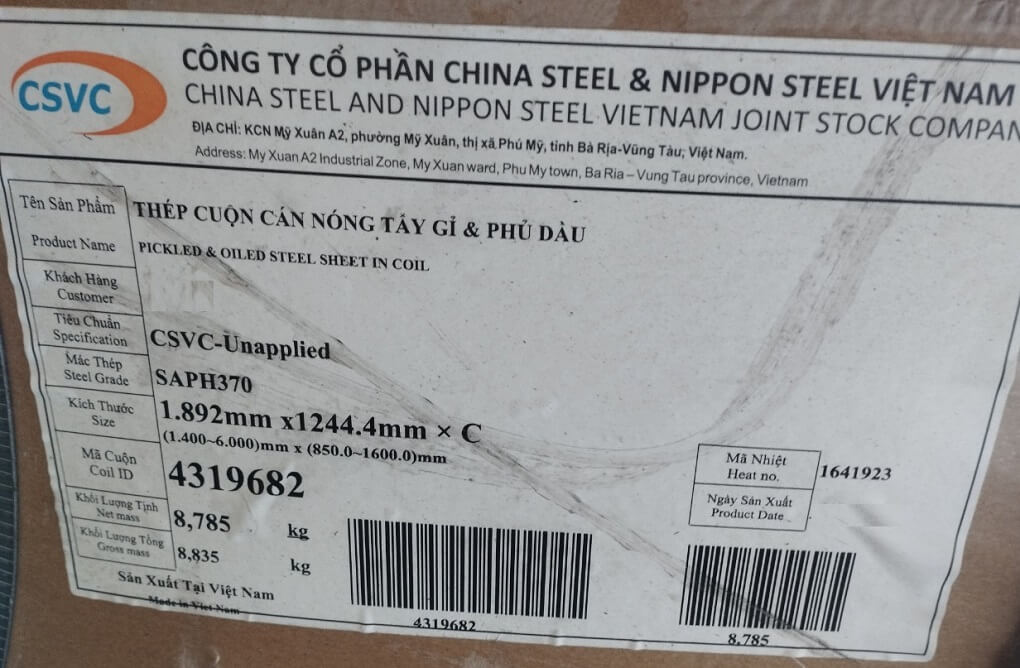 CSVC
CÔNG TY CỔ PHẦN CHINA STEEL & NIPPON STEEL VIỆT NAM
CHINA STEEL AND NIPPON STEEL VIETNAM JOINT STOCK COMPAN
ĐỊA CHỈ: KCN Mỹ Xuân A2, phường Mỹ Xuân, thị xã Phú Mỹ, tỉnh Bà Rịa-Vũng Tàu, Việt Nam.
Address: My Xuan A2 Industrial Zone, My Xuan ward, Phu My town, Ba Ria – Vung Tau province, Vietnam
Tên Sản Phẩm THÉP CUỘN CÁN NÓNG TẨY GỈ & PHỦ DẦU
Product Name PICKLED & OILED STEEL SHEET IN COIL
Khách Hàng
Customer
Tiêu Chuẩn
Specification CSVC-Unapplied
Mác Thép
Steel Grade SAPH370
Kích Thước 1.892mm x1244.4mm × C
Size (1.400~6.000)mm x (850.0~1600.0)mm
Mã Cuộn
Coil ID 4319682
Mã Nhiệt
Heat no. 1641923
Ngày Sản Xuất
Product Date
Khối Lượng Tịnh
Net mass 8,785 kg
Khối Lượng Tổng
Gross mass 8,835 kg
Sản Xuất Tại Việt Nam
Made in Viet Nam
4319682
8,785